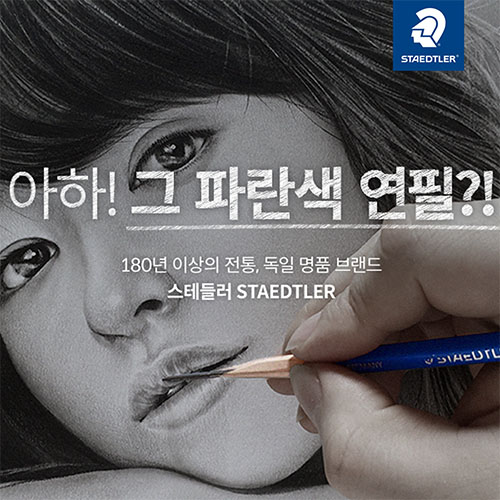 STAEDTLER
아하! 그 파란색 연필?!
180년 이상의 전통, 독일 명품 브랜드
스테들러 STAEDTLER
STAEDTLER
GERMANY